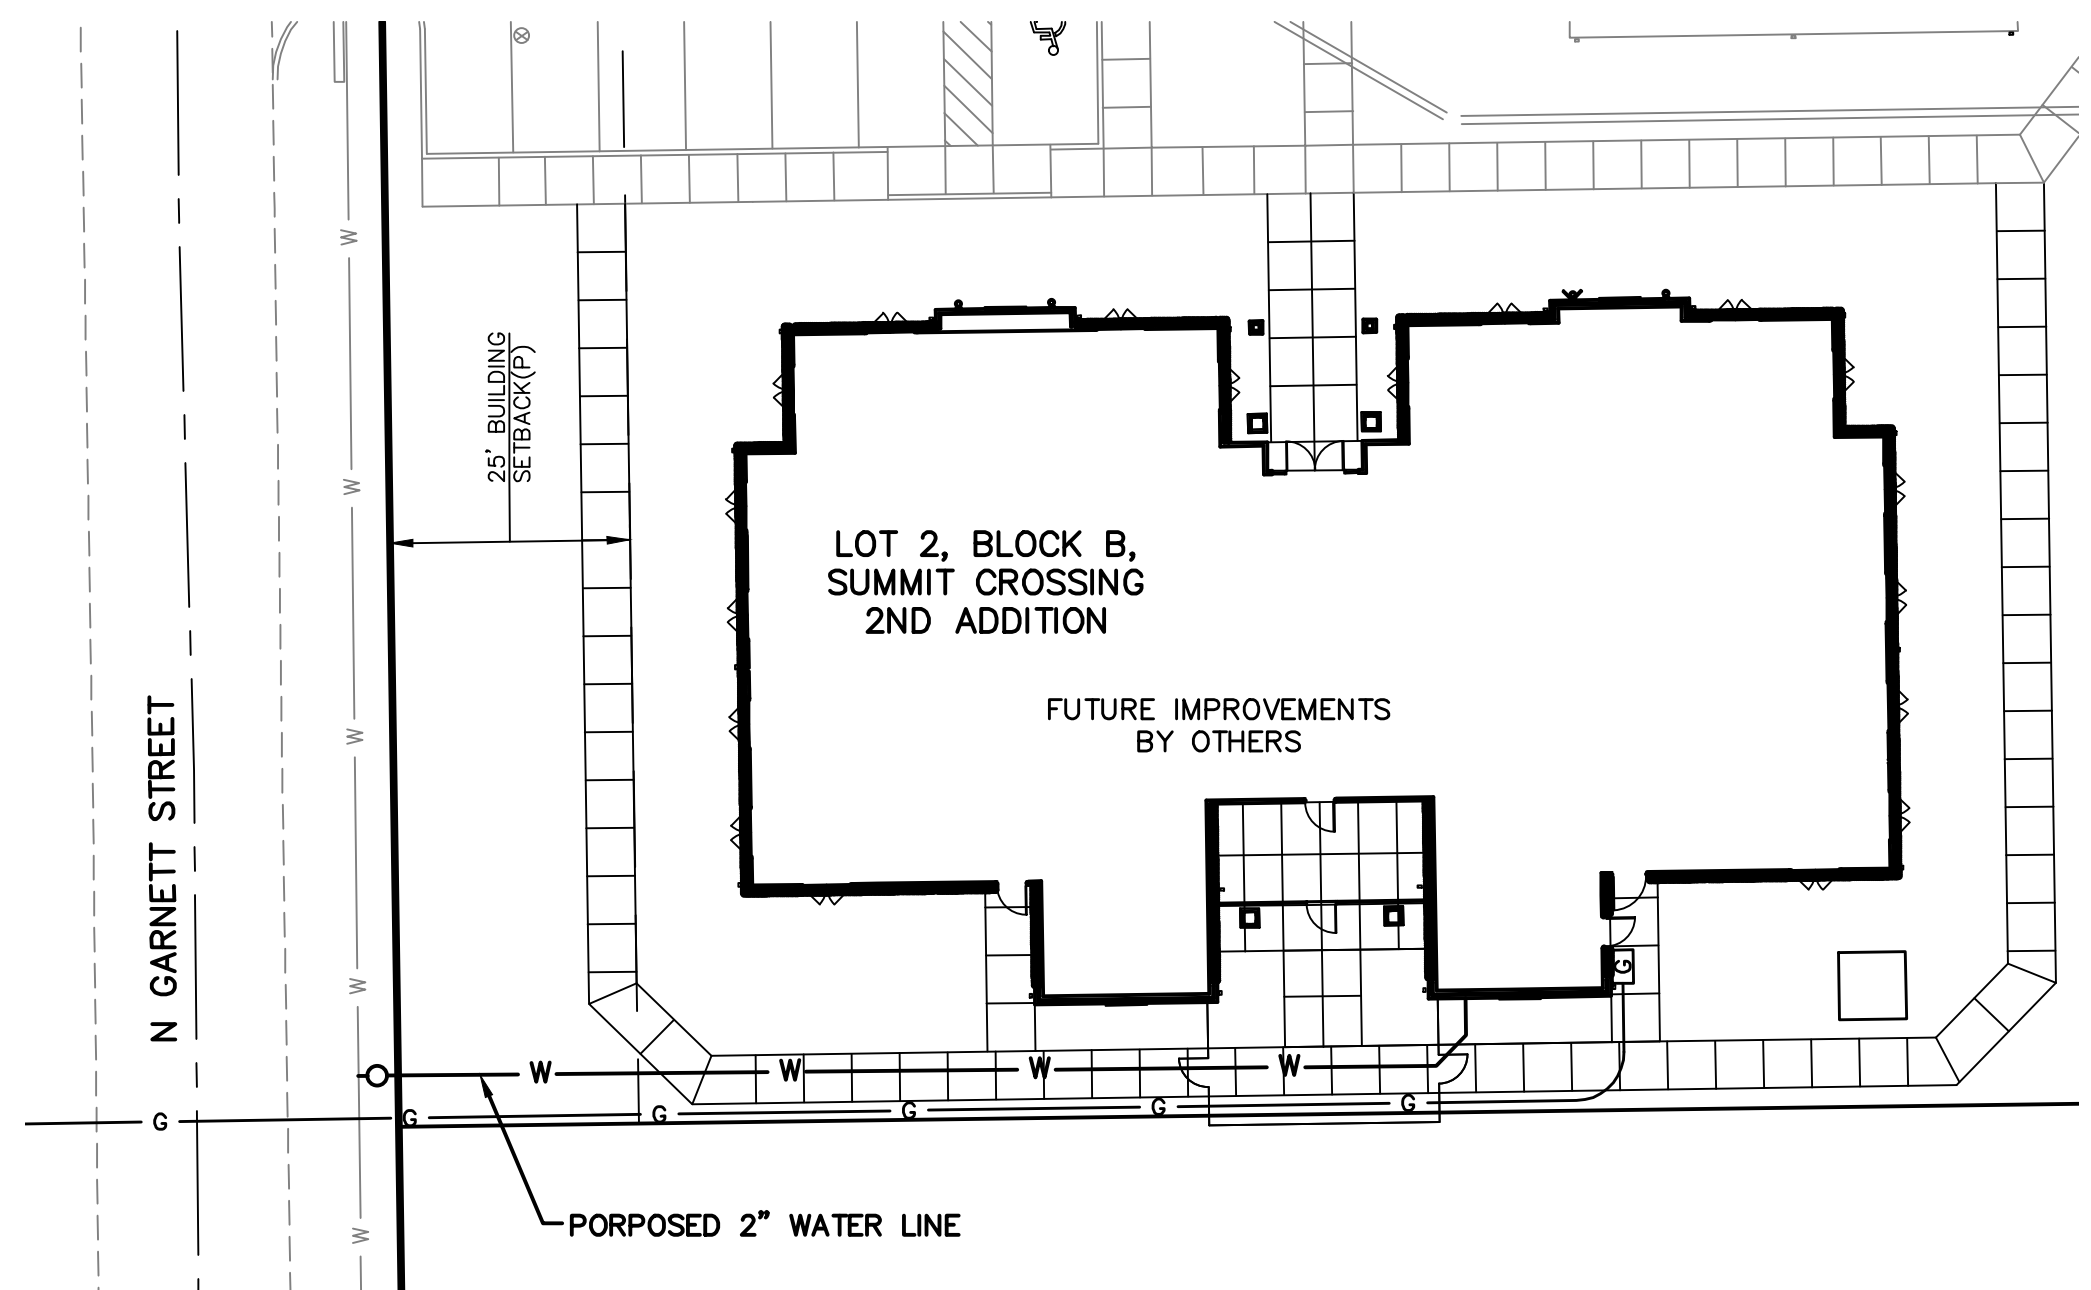 W
W
25' BUILDING
SETBACK(P)
LOT 2, BLOCK B,
SUMMIT CROSSING
2ND ADDITION
W
FUTURE IMPROVEMENTS
BY OTHERS
N GARNETT STREET
G
W
W W W W
G G G G G G
PORPOSED 2" WATER LINE
W